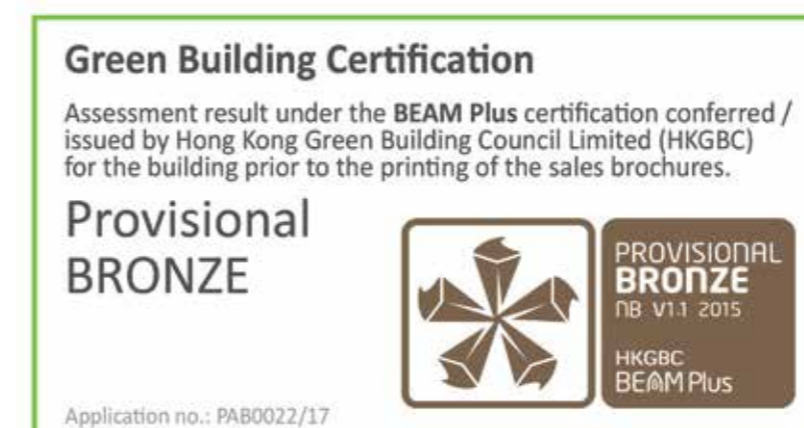 Green Building Certification
Assessment result under the BEAM Plus certification conferred /
issued by Hong Kong Green Building Council Limited (HKGBC)
for the building prior to the printing of the sales brochures.
Provisional
BRONZE
PROVISIONAL
BRONZE
NB V1.1 2015
HKGBC
BEAM Plus
Application no.: PAB0022/17